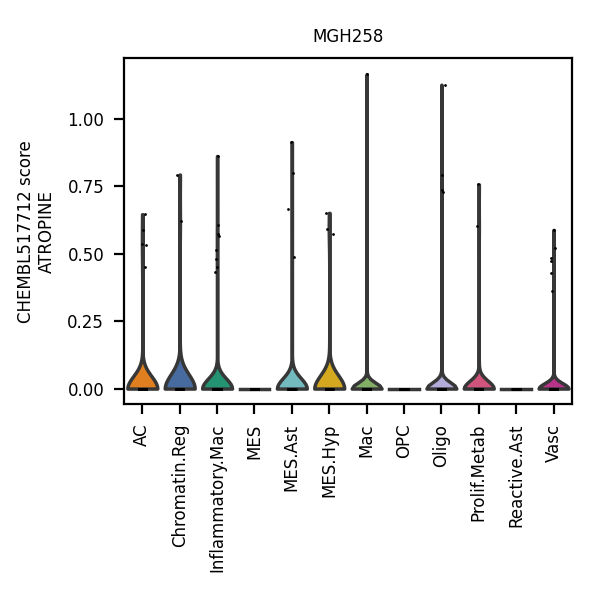 MGH258
CHEMBL517712 score
ATROPINE
1.00
0.75
0.50
0.25
0.00
AC
Chromatin.Reg
Inflammatory.Mac
MES
MES.Ast
MES.Hyp
Mac
OPC
Oligo
Prolif.Metab
Reactive.Ast
Vasc